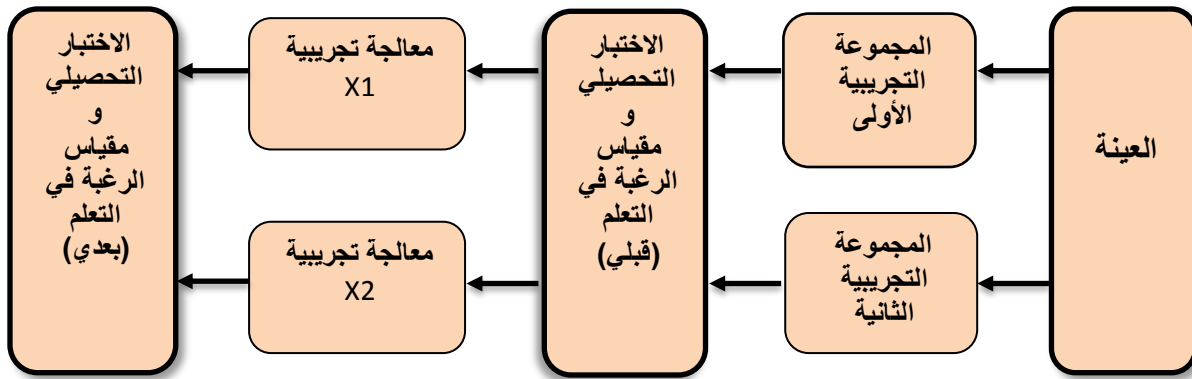 العينة
المجموعة
التجريبية
الأولى
المجموعة
التجريبية
الثانية
الاختبار
التحصيلي
و
مقياس
الرغبة في
التعلم
(قبلي)
معالجة تجريبية
X1
معالجة تجريبية
X2
الاختبار
التحصيلي
و
مقياس
الرغبة في
التعلم
(بعدي)